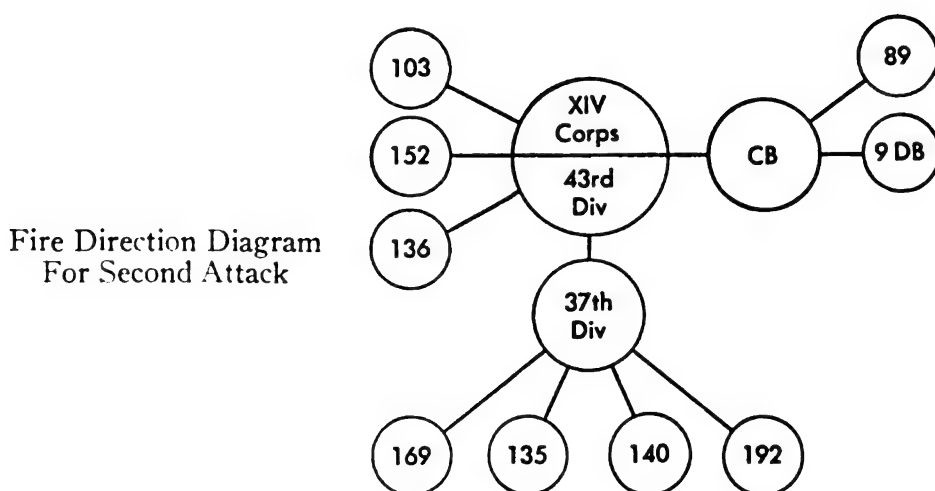 103
XIV
Corps
89
152
43rd
Div
CB
9 DB
136
Fire Direction Diagram
For Second Attack
37th
Div
169
135
140
192